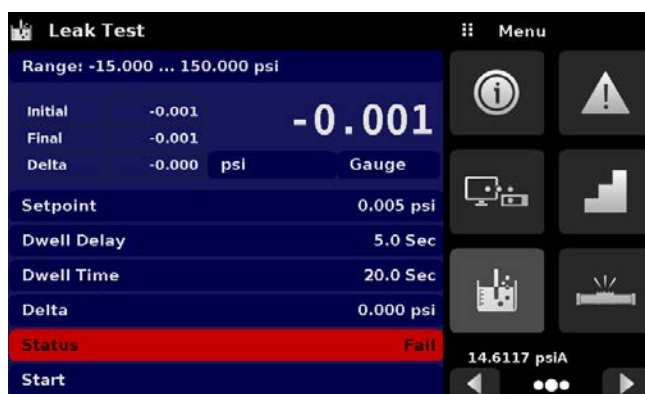 Leak Test
Menu
Range: -15.000 ... 150.000 psi
Initial -0.001
Final -0.001
Delta -0.000
-0.001
psi Gauge
Setpoint 0.005 psi
Dwell Delay 5.0 Sec
Dwell Time 20.0 Sec
Delta 0.000 psi
Status Fail
Start
14.6117 psiA